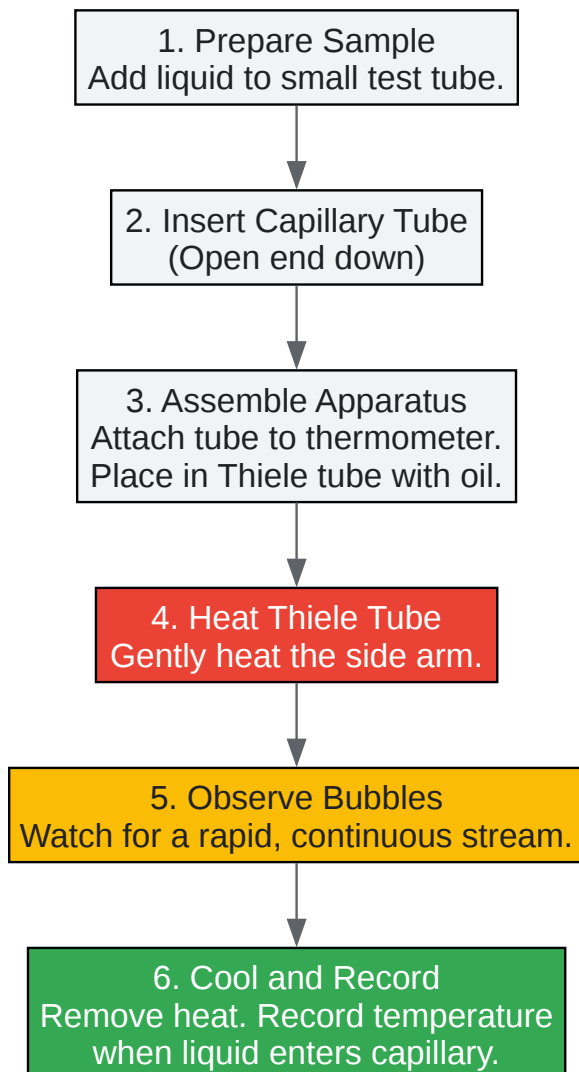 1. Prepare Sample
Add liquid to small test tube.
2. Insert Capillary Tube
(Open end down)
3. Assemble Apparatus
Attach tube to thermometer.
Place in Thiele tube with oil.
4. Heat Thiele Tube
Gently heat the side arm.
5. Observe Bubbles
Watch for a rapid, continuous stream.
6. Cool and Record
Remove heat. Record temperature
when liquid enters capillary.